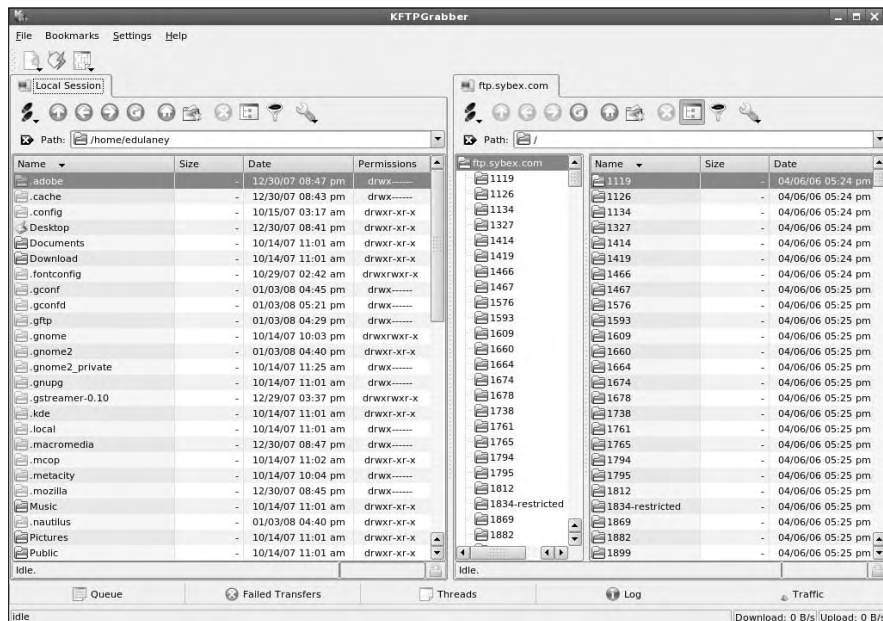 KFTPGrabber
File Bookmarks Settings Help
Local Session
Path: /home/edulaney
Name Size Date Permissions
.adobe - 12/30/07 08:47 pm drwx------
.cache - 12/30/07 08:43 pm drwx------
.config - 10/15/07 03:17 am drwxr-xr-x
Desktop - 12/30/07 08:41 pm drwxr-xr-x
Documents - 10/14/07 11:01 am drwxr-xr-x
Download - 10/14/07 11:01 am drwxr-xr-x
.fontconfig - 10/29/07 02:42 am drwxrwxr-x
.gconf - 01/03/08 04:45 pm drwx------
.gconfd - 01/03/08 05:21 pm drwx------
.gftp - 01/03/08 04:29 pm drwx------
.gnome - 10/14/07 10:03 pm drwxrwxr-x
.gnome2 - 01/03/08 04:40 pm drwxr-xr-x
.gnome2_private - 10/14/07 11:25 am drwx------
.gnupg - 10/14/07 11:01 am drwx------
.gstreamer-0.10 - 12/29/07 03:37 pm drwxrwxr-x
.kde - 10/14/07 11:01 am drwxr-xr-x
.local - 10/14/07 11:01 am drwx------
.macromedia - 12/30/07 08:47 pm drwx------
.mcop - 10/14/07 11:02 am drwxr-xr-x
.metacity - 10/14/07 10:04 pm drwx------
.mozilla - 12/30/07 08:45 pm drwx------
Music - 10/14/07 11:01 am drwxr-xr-x
.nautilus - 01/03/08 04:40 pm drwxr-xr-x
Pictures - 10/14/07 11:01 am drwxr-xr-x
Public - 10/14/07 11:01 am drwxr-xr-x
Idle.
ftp.sybex.com
Path: /
ftp.sybex.com
1119
1126
1134
1327
1414
1419
1466
1467
1576
1593
1609
1660
1664
1674
1678
1738
1761
1765
1794
1795
1812
1834-restricted
1869
1882
Name Size Date
1119 - 04/06/06 05:24 pm
1126 - 04/06/06 05:24 pm
1134 - 04/06/06 05:24 pm
1327 - 04/06/06 05:24 pm
1414 - 04/06/06 05:24 pm
1419 - 04/06/06 05:24 pm
1466 - 04/06/06 05:24 pm
1467 - 04/06/06 05:25 pm
1576 - 04/06/06 05:25 pm
1593 - 04/06/06 05:25 pm
1609 - 04/06/06 05:25 pm
1660 - 04/06/06 05:25 pm
1664 - 04/06/06 05:25 pm
1674 - 04/06/06 05:25 pm
1678 - 04/06/06 05:25 pm
1738 - 04/06/06 05:25 pm
1761 - 04/06/06 05:25 pm
1765 - 04/06/06 05:25 pm
1794 - 04/06/06 05:25 pm
1795 - 04/06/06 05:25 pm
1812 - 04/06/06 05:25 pm
1834-restricted - 04/06/06 05:25 pm
1869 - 04/06/06 05:25 pm
1882 - 04/06/06 05:25 pm
1899 - 04/06/06 05:25 pm
Idle.
Queue Failed Transfers Threads Log Traffic
idle Download: 0 B/s Upload: 0 B/s